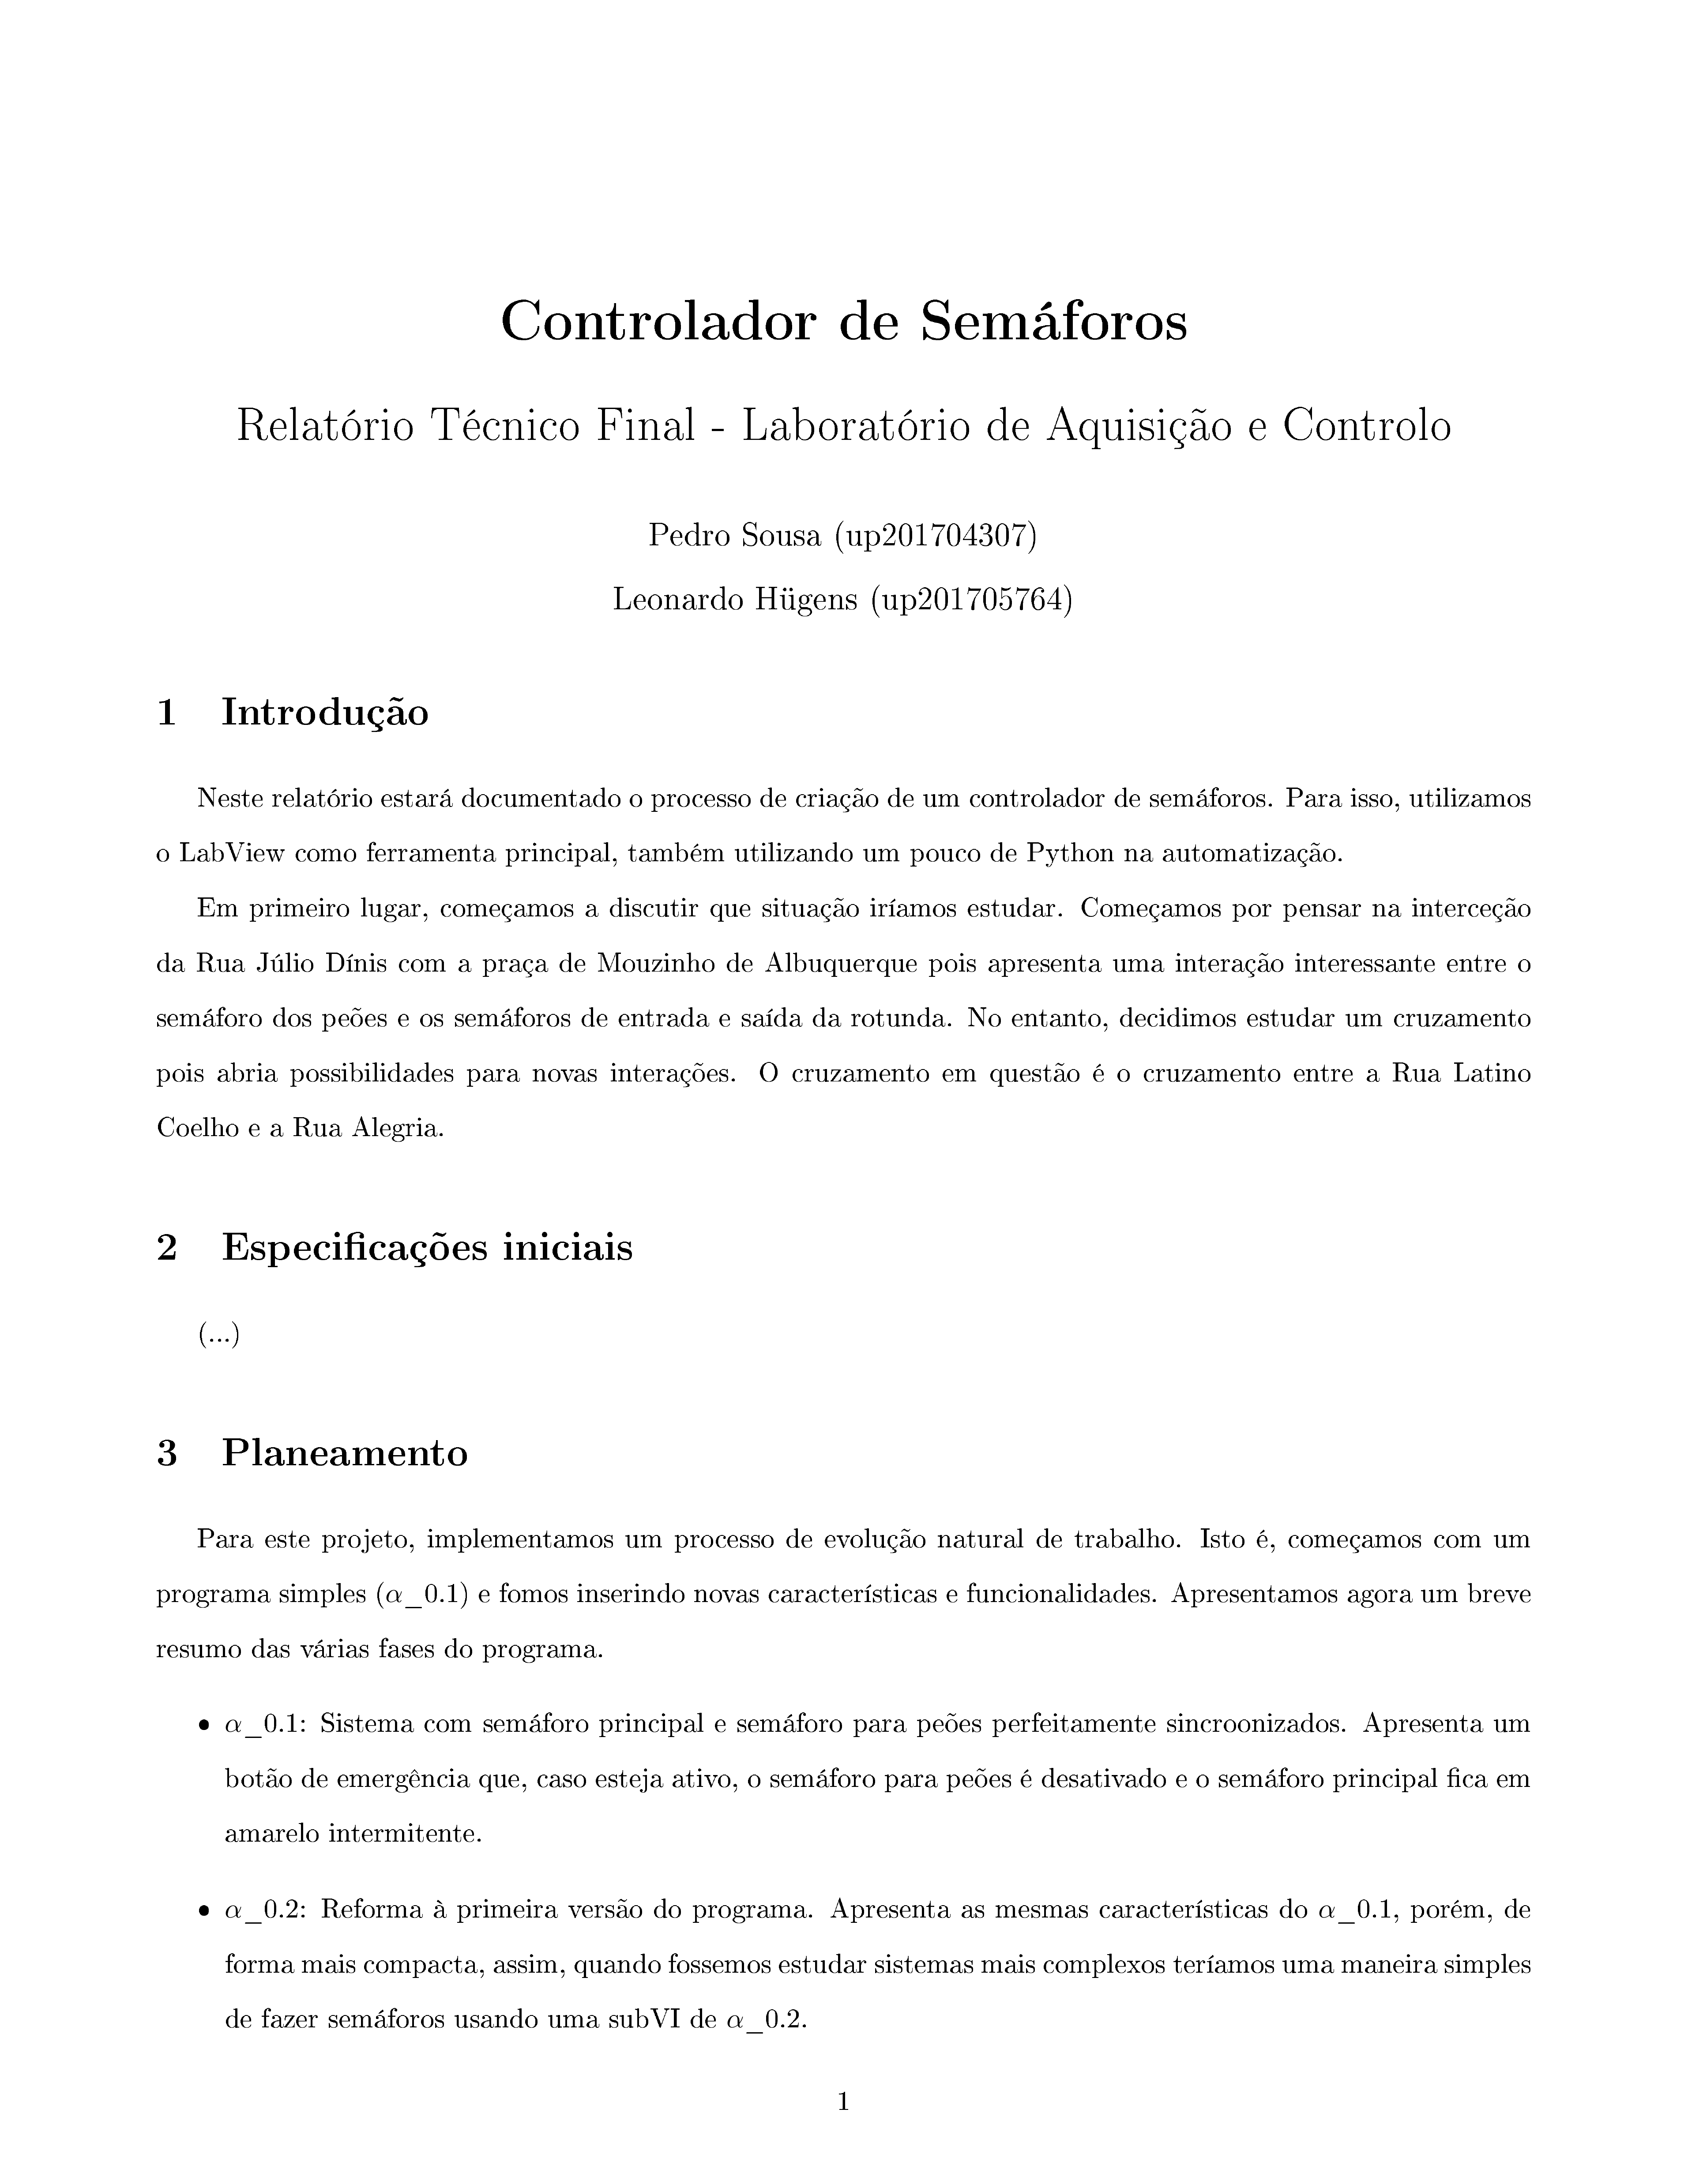 Controlador de Semáforos
Relatório Técnico Final - Laboratório de Aquisição e Controlo
Pedro Sousa (up201704307)
Leonardo Hügens (up201705764)
1 Introdução
Neste relatório estará documentado o processo de criação de um controlador de semáforos. Para isso, utilizamos
o LabView como ferramenta principal, também utilizando um pouco de Python na automatização.
Em primeiro lugar, começamos a discutir que situação iríamos estudar. Começamos por pensar na interceção
da Rua Júlio Dínis com a praça de Mouzinho de Albuquerque pois apresenta uma interação interessante entre o
semáforo dos peões e os semáforos de entrada e saída da rotunda. No entanto, decidimos estudar um cruzamento
pois abria possibilidades para novas interações. O cruzamento em questão é o cruzamento entre a Rua Latino
Coelho e a Rua Alegria.
2 Especificações iniciais
(...)
3 Planeamento
Para este projeto, implementamos um processo de evolução natural de trabalho. Isto é, começamos com um
programa simples (α_0.1) e fomos inserindo novas características e funcionalidades. Apresentamos agora um breve
resumo das várias fases do programa.
• α_0.1: Sistema com semáforo principal e semáforo para peões perfeitamente sincroonizados. Apresenta um
botão de emergência que, caso esteja ativo, o semáforo para peões é desativado e o semáforo principal fica em
amarelo intermitente.
• α_0.2: Reforma à primeira versão do programa. Apresenta as mesmas características do α_0.1, porém, de
forma mais compacta, assim, quando fossemos estudar sistemas mais complexos teríamos uma maneira simples
de fazer semáforos usando uma subVI de α_0.2.
1